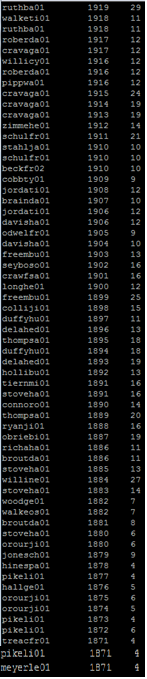 ruthba01 1919 29
walketi01 1918 11
ruthba01 1918 11
roberda01 1917 12
cravaga01 1917 12
willicy01 1916 12
roberda01 1916 12
pippwa01 1916 12
cravaga01 1915 24
cravaga01 1914 19
cravaga01 1913 19
zimmehe01 1912 14
schulfr01 1911 21
stahlja01 1910 10
schulfr01 1910 10
beckfr02 1910 10
cobbty01 1909 9
jordati01 1908 12
brainda01 1907 10
jordati01 1906 12
davisha01 1906 12
odwelfr01 1905 9
davisha01 1904 10
freembu01 1903 13
seyboso01 1902 16
crawfsa01 1901 16
longhe01 1900 12
freembu01 1899 25
colliji01 1898 15
duffyhu01 1897 11
delahed01 1896 13
thompsa01 1895 18
duffyhu01 1894 18
delahed01 1893 19
hollibu01 1892 13
tiernmi01 1891 16
stoveha01 1891 16
connoro01 1890 14
thompsa01 1889 20
ryanji01 1888 16
obriebi01 1887 19
richaha01 1886 11
broutda01 1886 11
stoveha01 1885 13
willine01 1884 27
stoveha01 1883 14
woodge01 1882 7
walkeos01 1882 7
broutda01 1881 8
stoveha01 1880 6
orourji01 1880 6
jonesch01 1879 9
hinespa01 1878 4
pikeli01 1877 4
hallge01 1876 5
orourji01 1875 6
orourji01 1874 5
pikeli01 1873 4
pikeli01 1872 6
treacfr01 1871 4
pikeli01 1871 4
meyerle01 1871 4